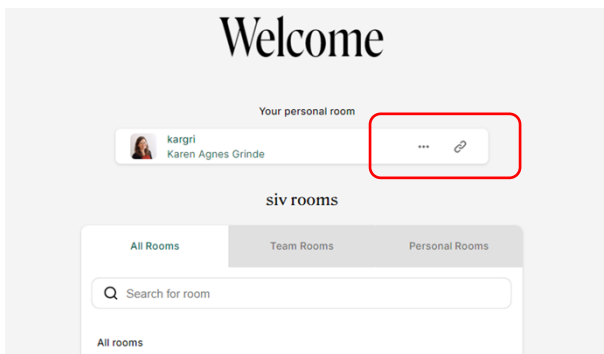 Welcome
Your personal room
kargri
Karen Agnes Grinde
siv rooms
All Rooms
Team Rooms
Personal Rooms
Search for room
All rooms